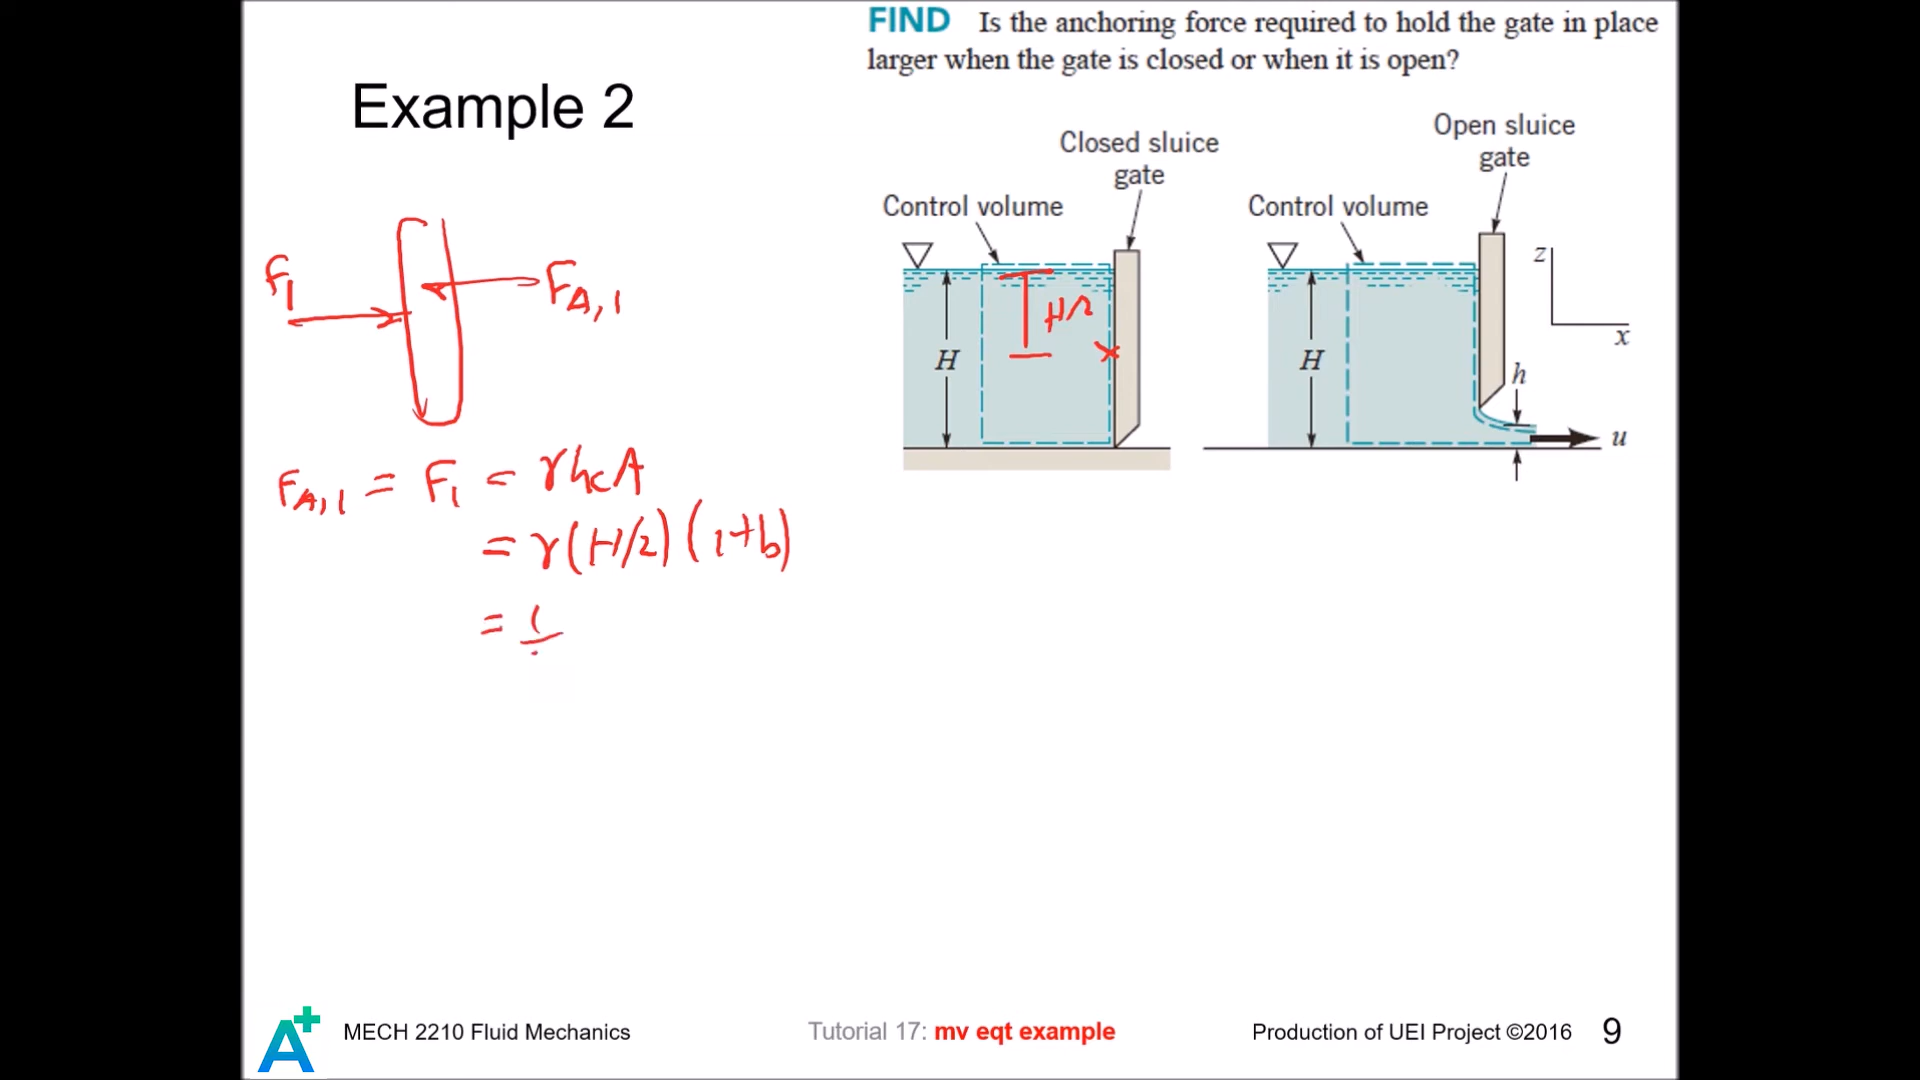 FIND Is the anchoring force required to hold the gate in place
larger when the gate is closed or when it is open?
Example 2
Closed sluice
gate
Open sluice
gate
Control volume
Control volume
H
H/2
H
z
x
h
u
F1
FA,1
FA,1 = F1 = γhcA
= γ(H/2)(1+b)
= 1
A+
MECH 2210 Fluid Mechanics
Tutorial 17: mv eqt example
Production of UEI Project ©2016 9